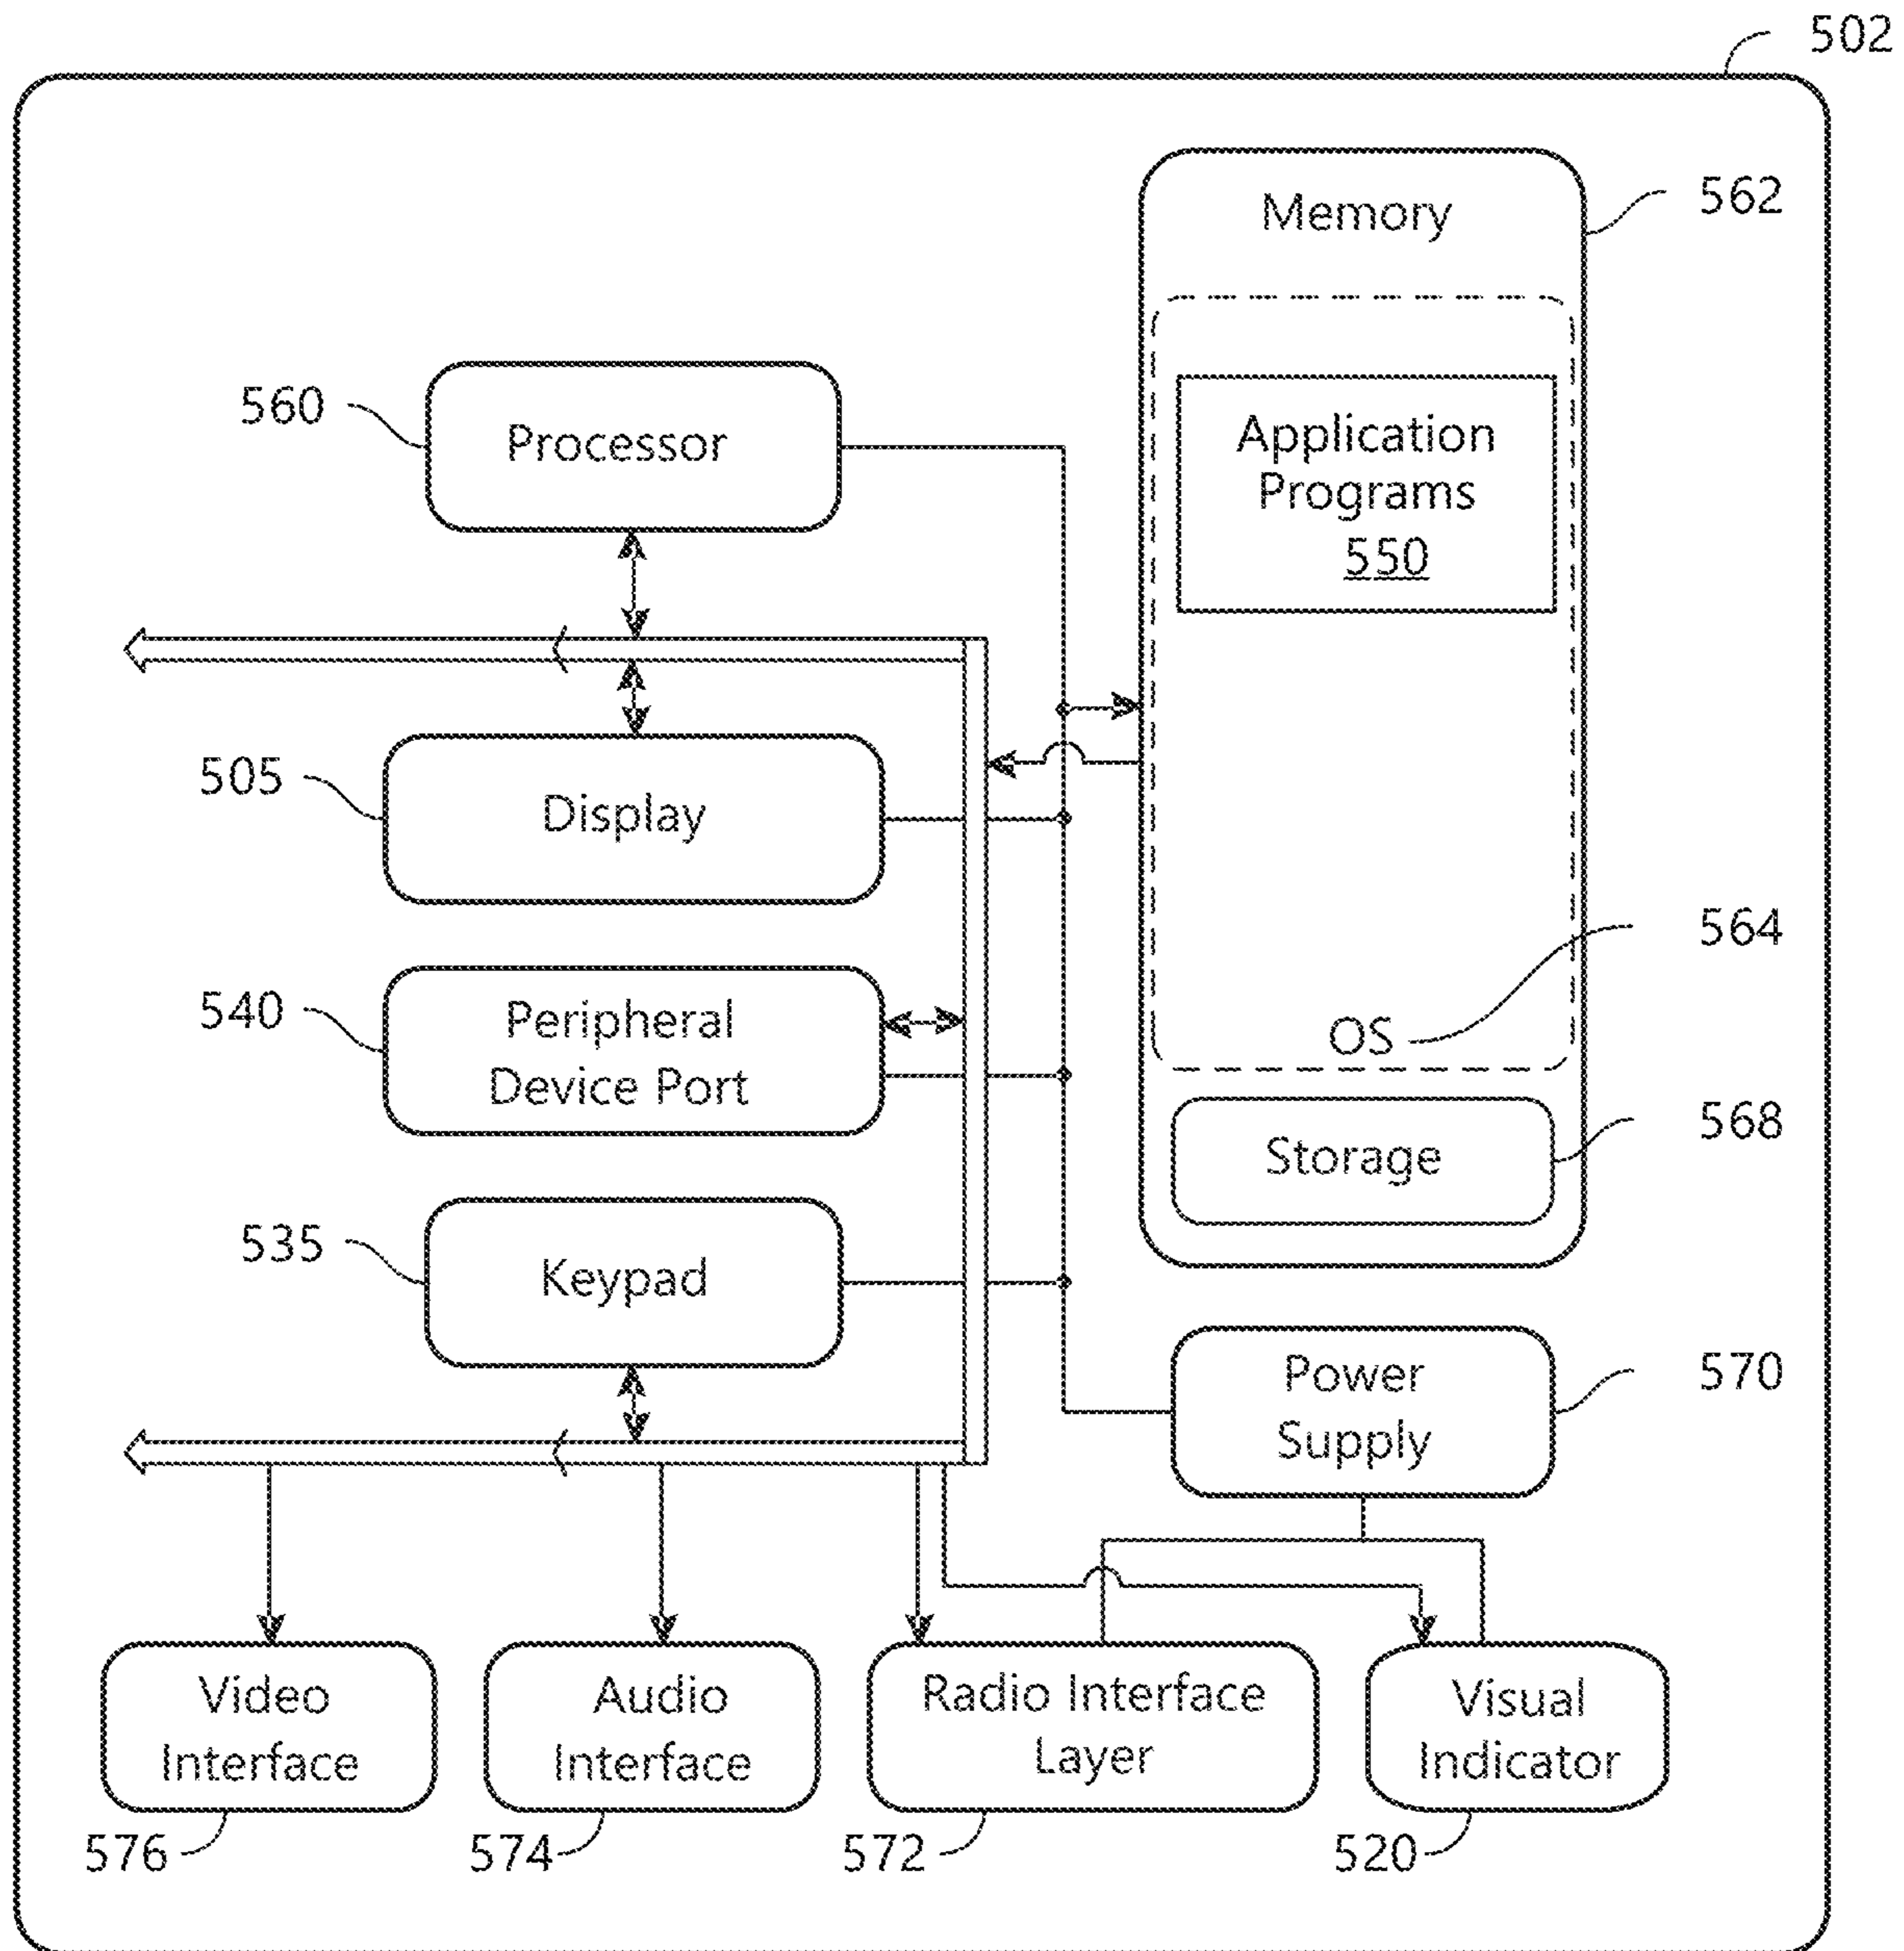 502
Memory
562
560
Processor
Application
Programs
550
505
Display
564
540
Peripheral
Device Port
OS
568
Storage
535
Keypad
Power
Supply
570
Video
Interface
Audio
Interface
Radio Interface
Layer
Visual
Indicator
576
574
572
520